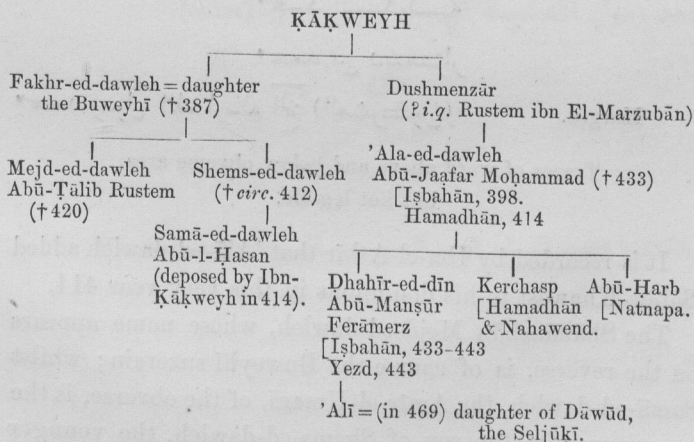 ḲĀḲWEYH
Fakhr-ed-dawleh = daughter
the Buweyhī († 387)
Dushmenzār
(? i.q. Rustem ibn El-Marzubān)
Mejd-ed-dawleh
Abū-Ṭālib Rustem
(† 420)
Shems-ed-dawleh
(† circ. 412)
Samā-ed-dawleh
Abū-l-Ḥasan
(deposed by Ibn-
Ḳāḳweyh in 414).
'Ala-ed-dawleh
Abū-Jaafar Moḥammad († 433)
[Iṣbahān, 398.
Hamadhān, 414
Ḍhahīr-ed-dīn
Abū-Manṣūr
Ferāmerz
[Iṣbahān, 433–443
Yezd, 443
Kerchasp
[Hamadhān
& Nahawend.
Abū-Ḥarb
[Natnapa.
'Alī = (in 469) daughter of Dāwūd,
the Seljūkī.